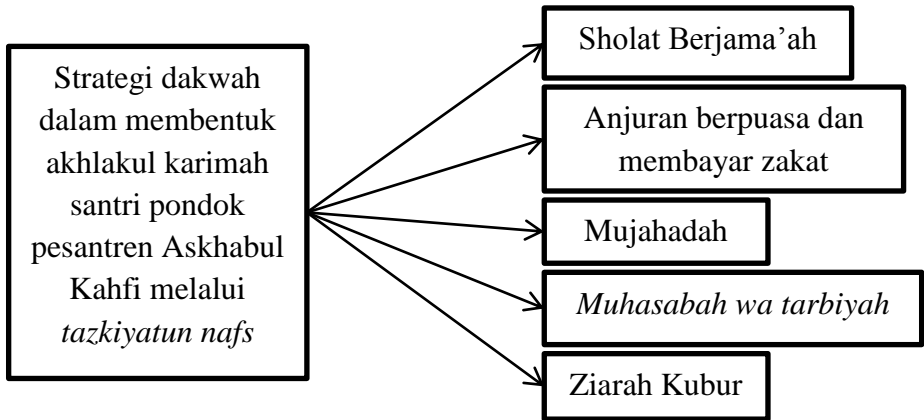 Strategi dakwah
dalam membentuk
akhlakul karimah
santri pondok
pesantren Askhabul
Kahfi melalui
tazkiyatun nafs
Sholat Berjama’ah
Anjuran berpuasa dan
membayar zakat
Mujahadah
Muhasabah wa tarbiyah
Ziarah Kubur